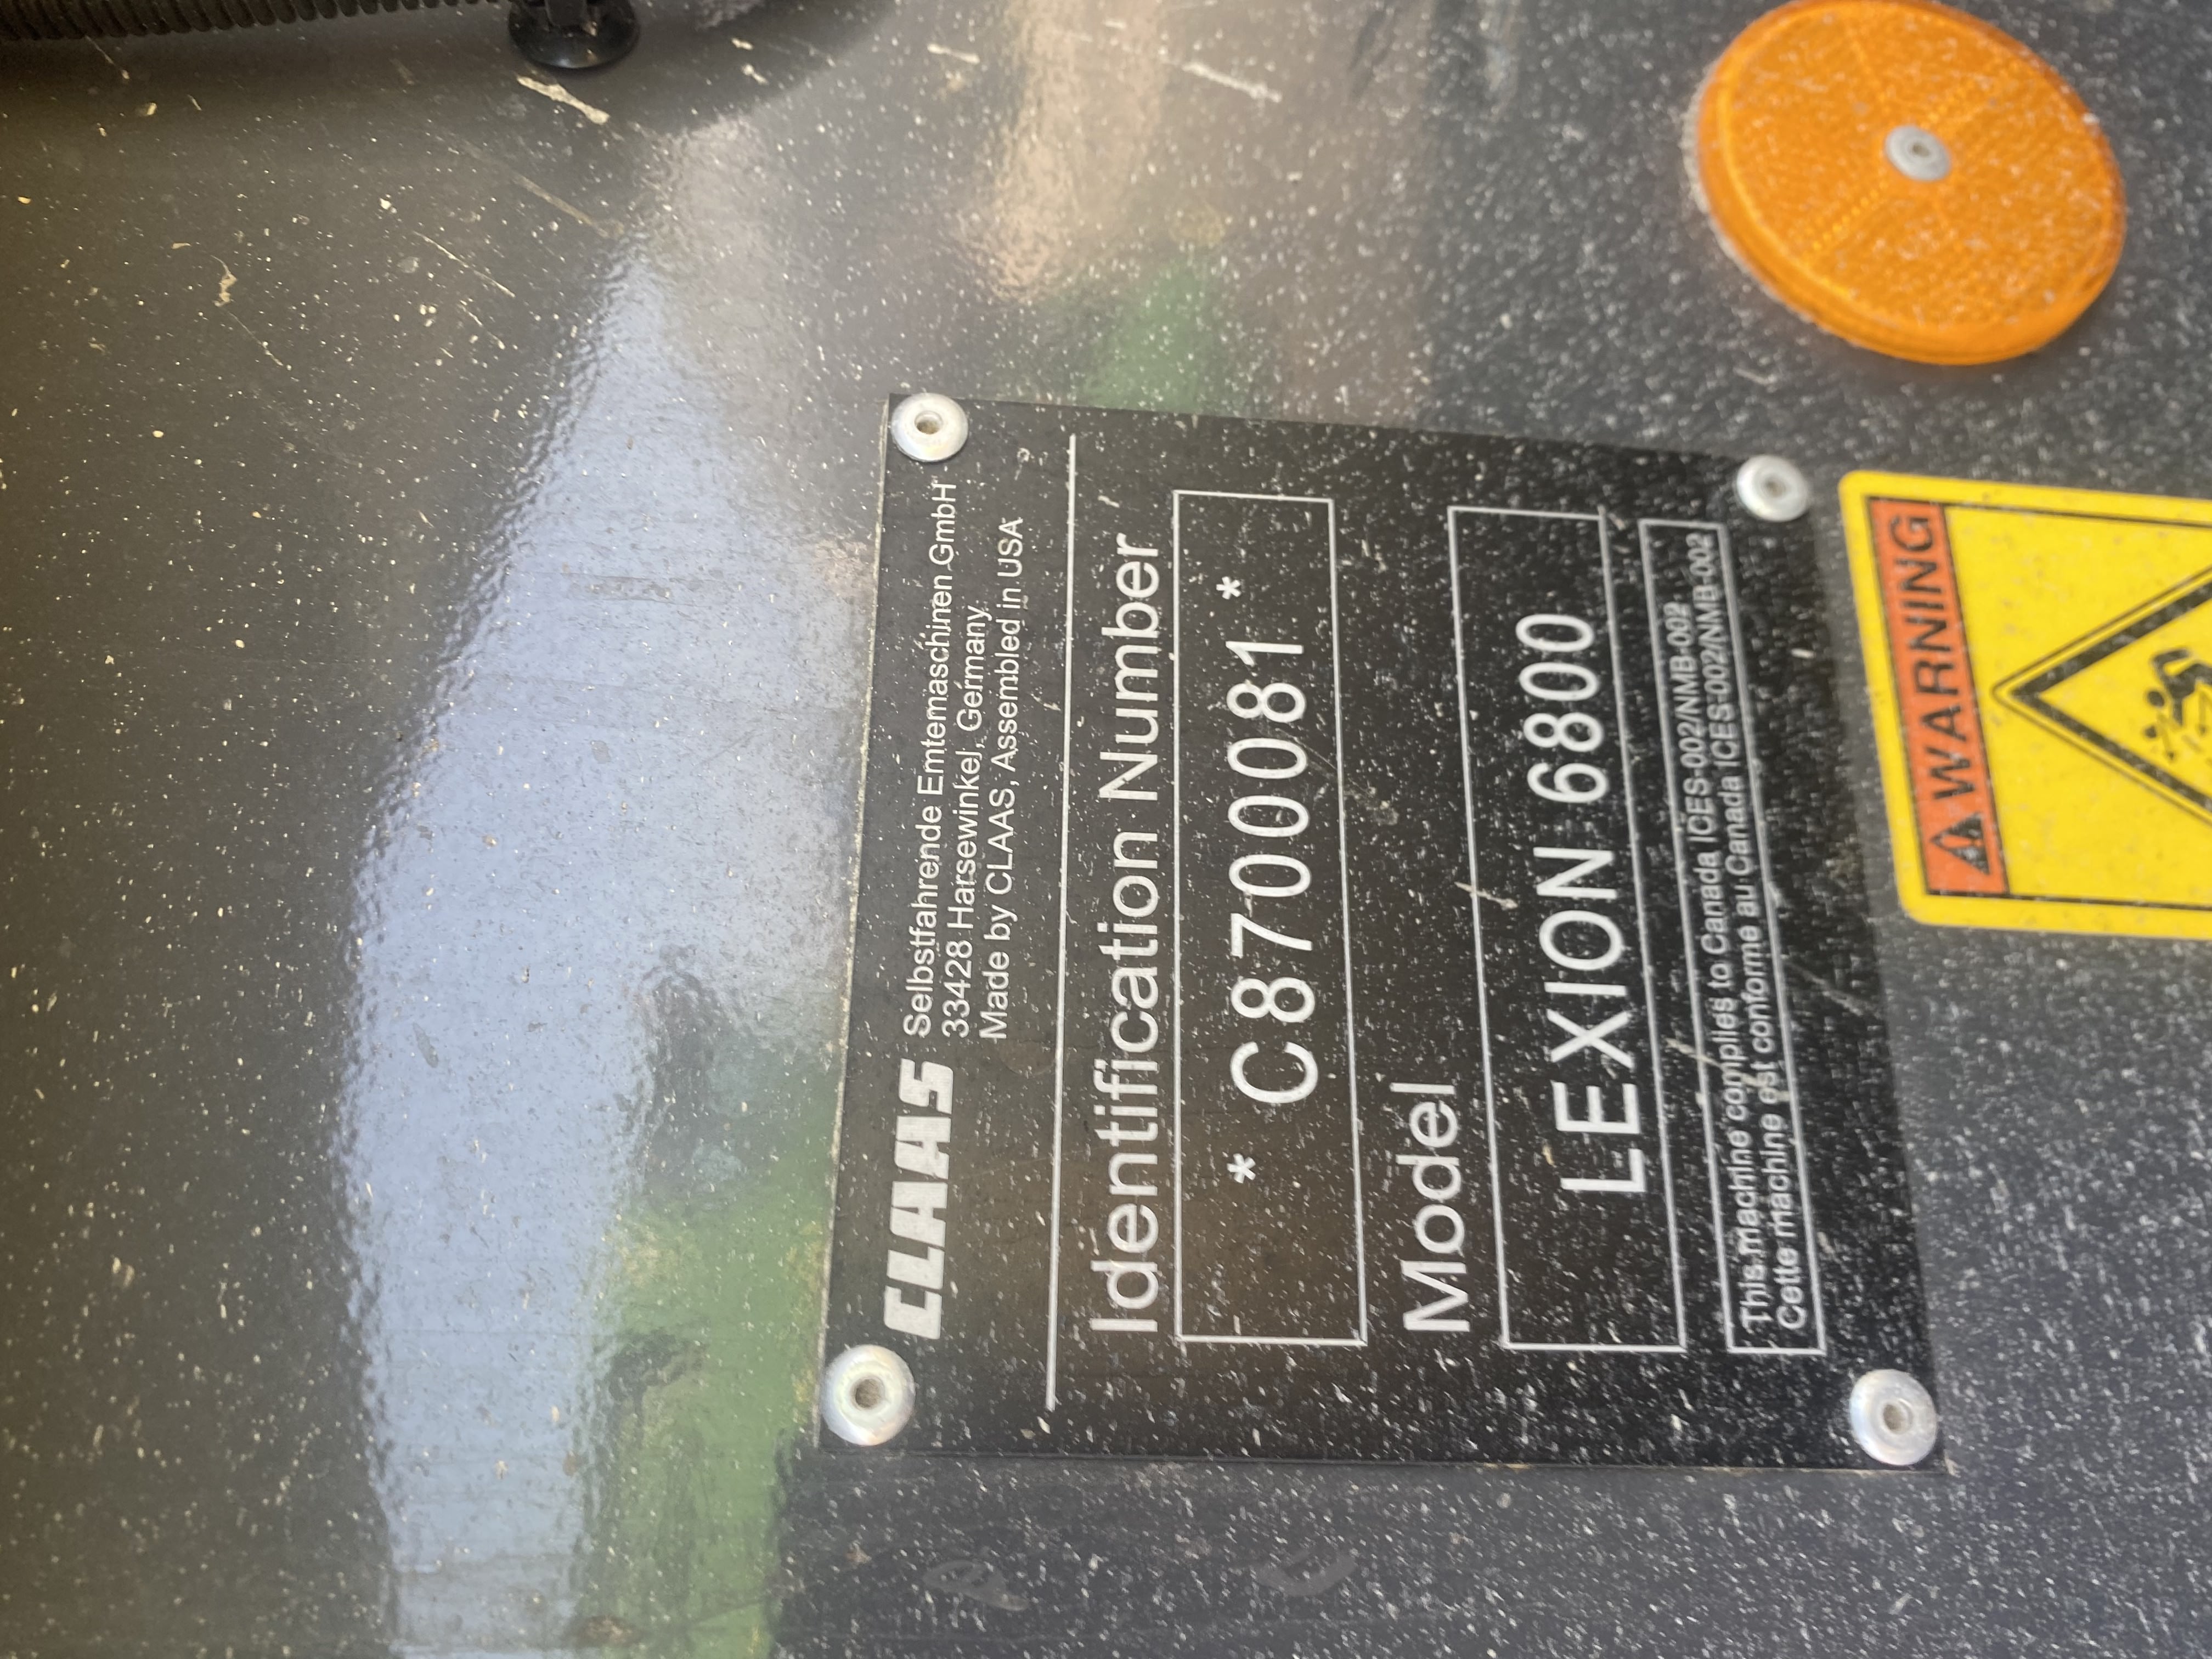 CLAAS
Selbstfahrende Erntemaschinen GmbH
33428 Harsewinkel, Germany
Made by CLAAS, Assembled in USA
Identification Number
* C8700081 *
Model
LEXION 6800
This machine complies to Canada ICES-002/NMB-002
Cette machine est conforme au Canada ICES-002/NMB-002
WARNING